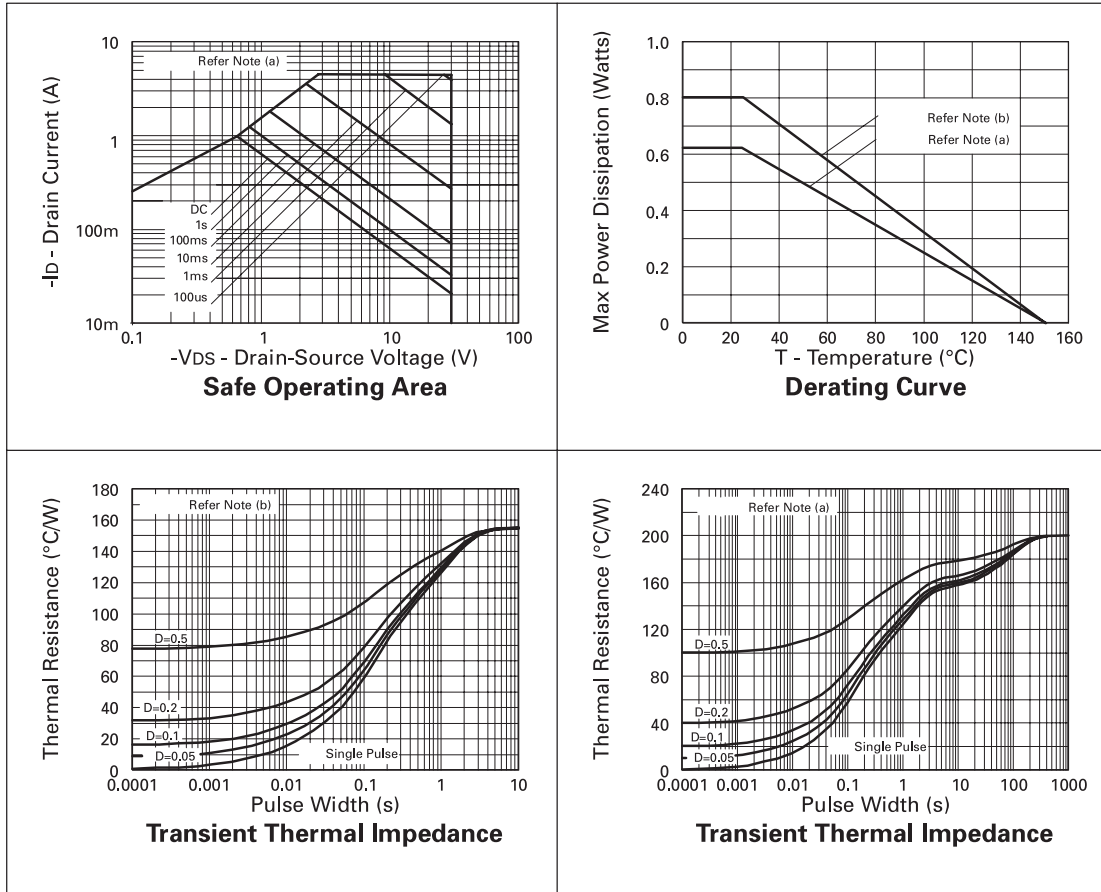 10
1
100m
10m
-ID - Drain Current (A)
Refer Note (a)
DC
1s
100ms
10ms
1ms
100us
0.1
1
10
100
-VDS - Drain-Source Voltage (V)
Safe Operating Area
1.0
0.8
0.6
0.4
0.2
0
Max Power Dissipation (Watts)
Refer Note (b)
Refer Note (a)
0
20
40
60
80
100
120
140
160
T - Temperature (°C)
Derating Curve
180
160
140
120
100
80
60
40
20
0
Thermal Resistance (°C/W)
Refer Note (b)
D=0.5
D=0.2
D=0.1
D=0.05
Single Pulse
0.0001
0.001
0.01
0.1
1
10
Pulse Width (s)
Transient Thermal Impedance
240
200
160
120
80
40
0
Thermal Resistance (°C/W)
Refer Note (a)
D=0.5
D=0.2
D=0.1
D=0.05
Single Pulse
0.0001
0.001
0.01
0.1
1
10
100
1000
Pulse Width (s)
Transient Thermal Impedance